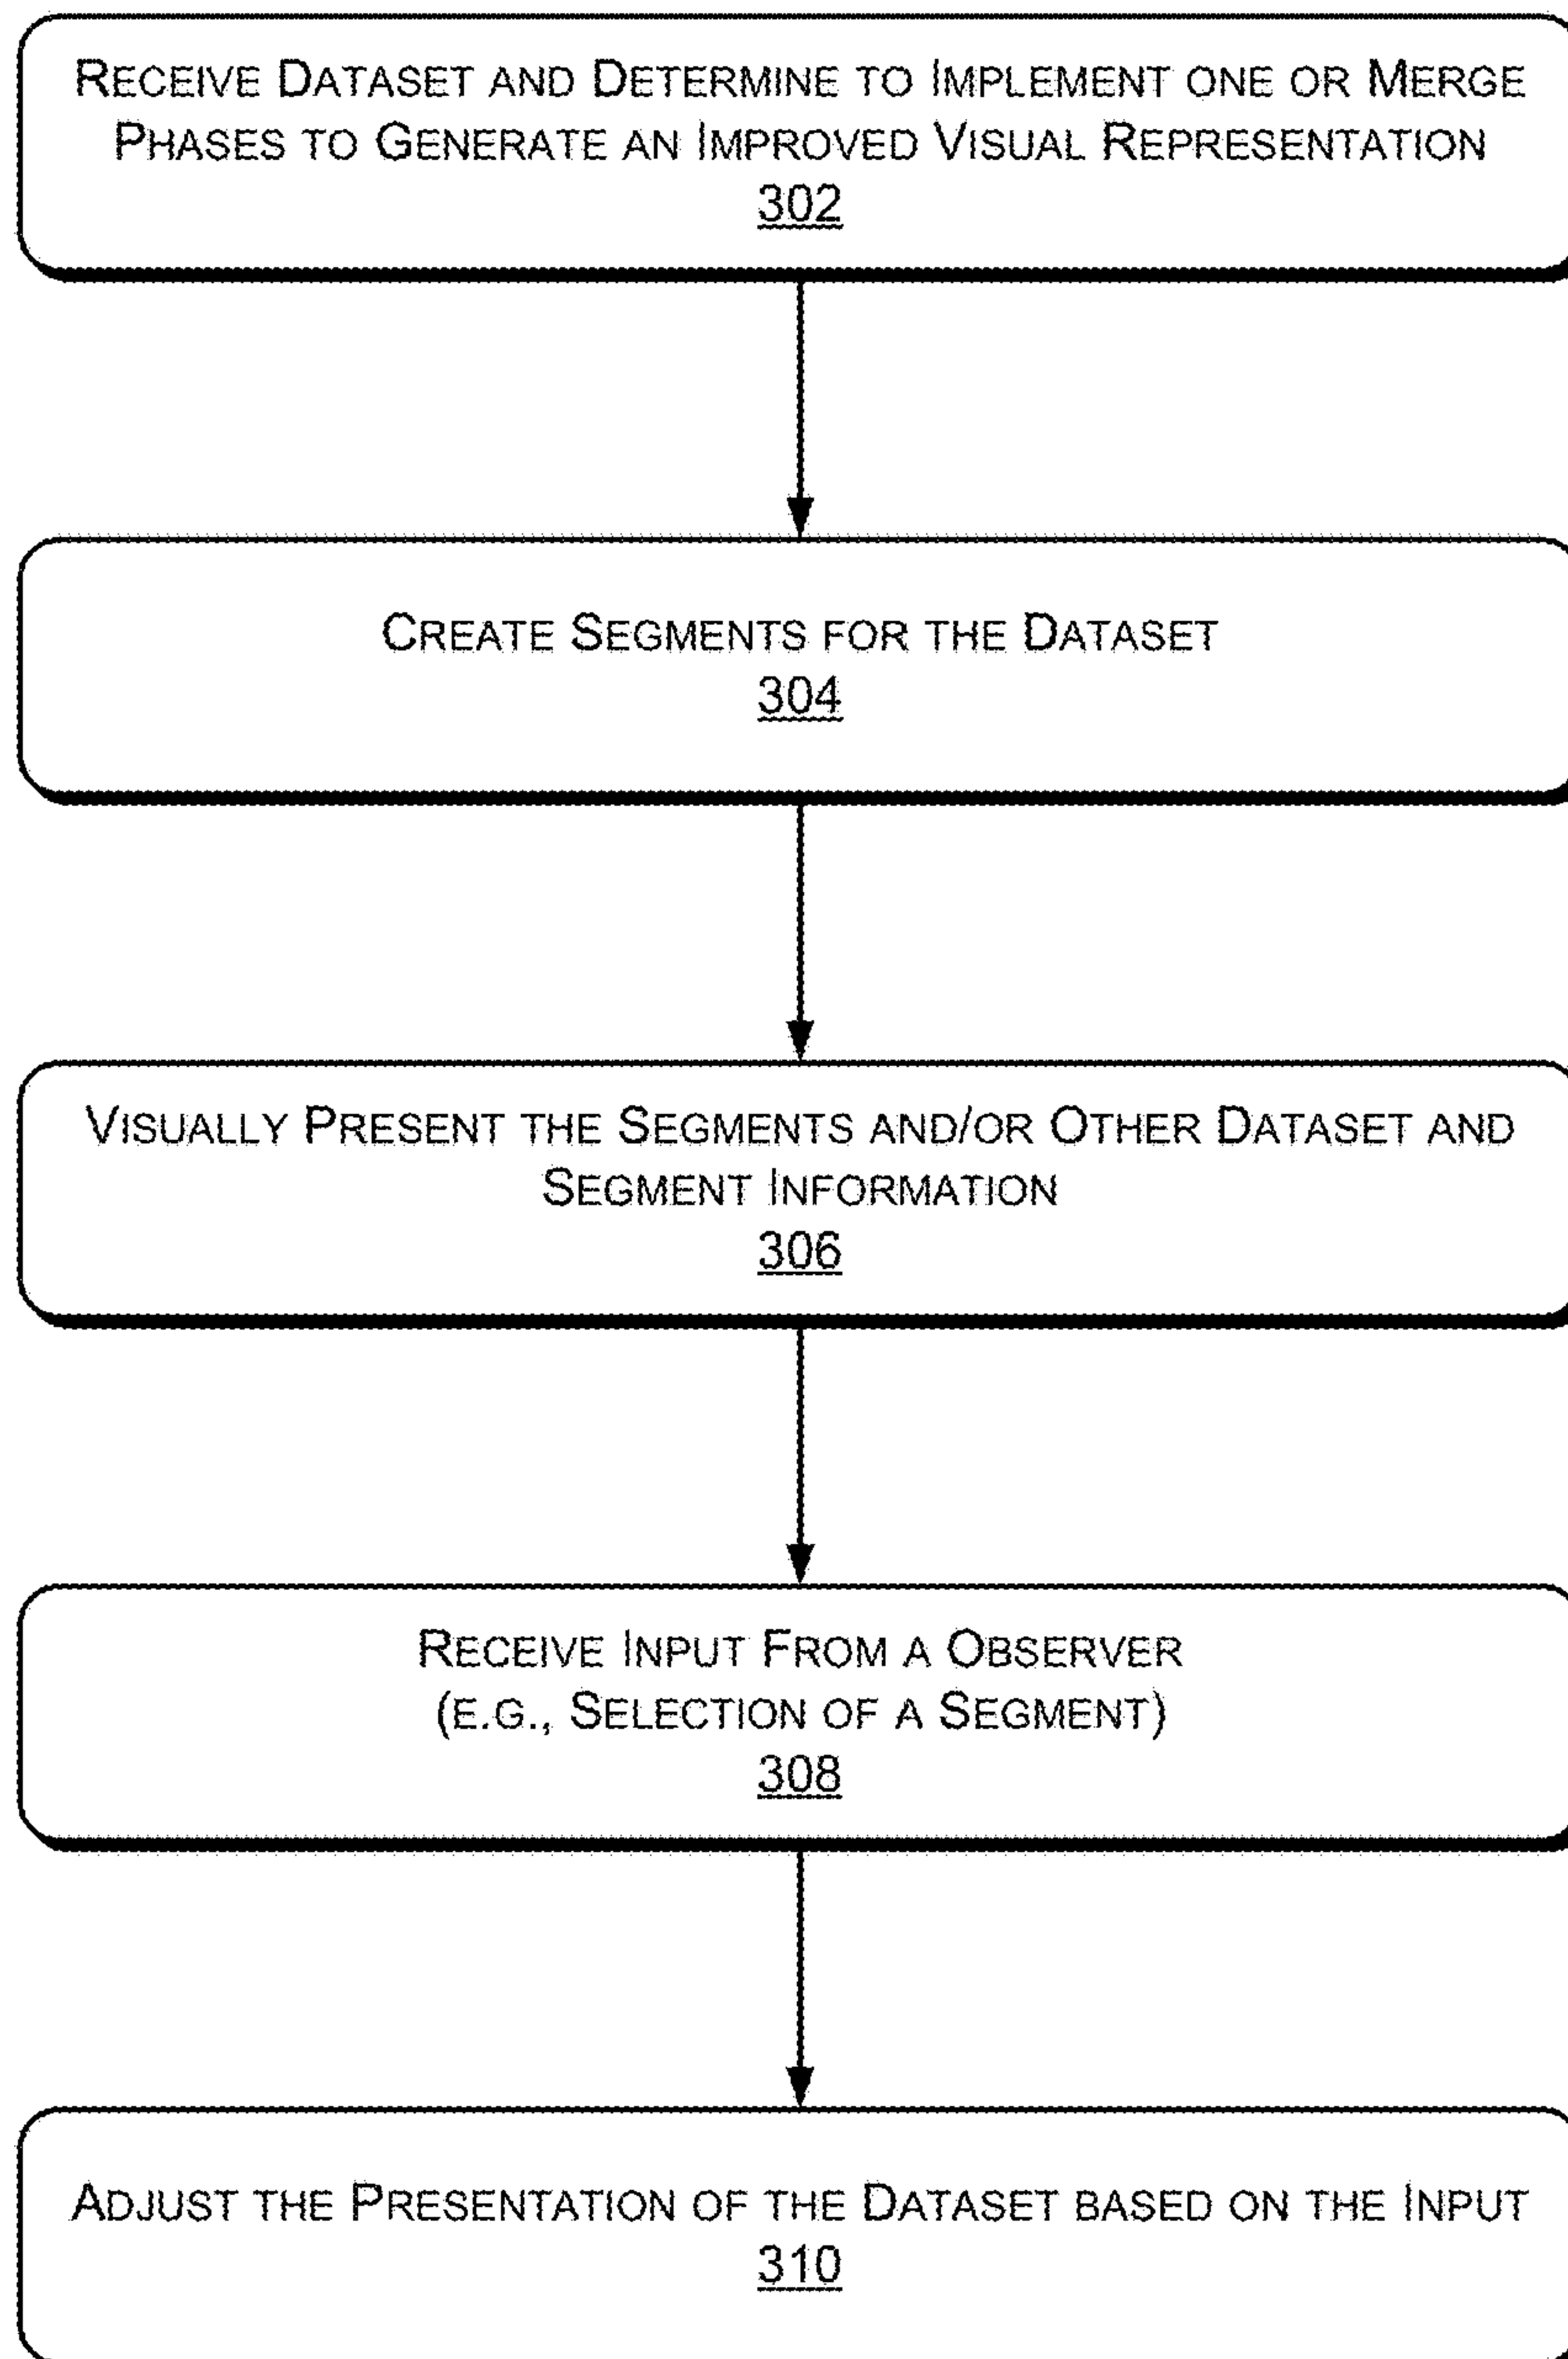 RECEIVE DATASET AND DETERMINE TO IMPLEMENT ONE OR MERGE
PHASES TO GENERATE AN IMPROVED VISUAL REPRESENTATION
302
CREATE SEGMENTS FOR THE DATASET
304
VISUALLY PRESENT THE SEGMENTS AND/OR OTHER DATASET AND
SEGMENT INFORMATION
306
RECEIVE INPUT FROM A OBSERVER
(E.G., SELECTION OF A SEGMENT)
308
ADJUST THE PRESENTATION OF THE DATASET BASED ON THE INPUT
310